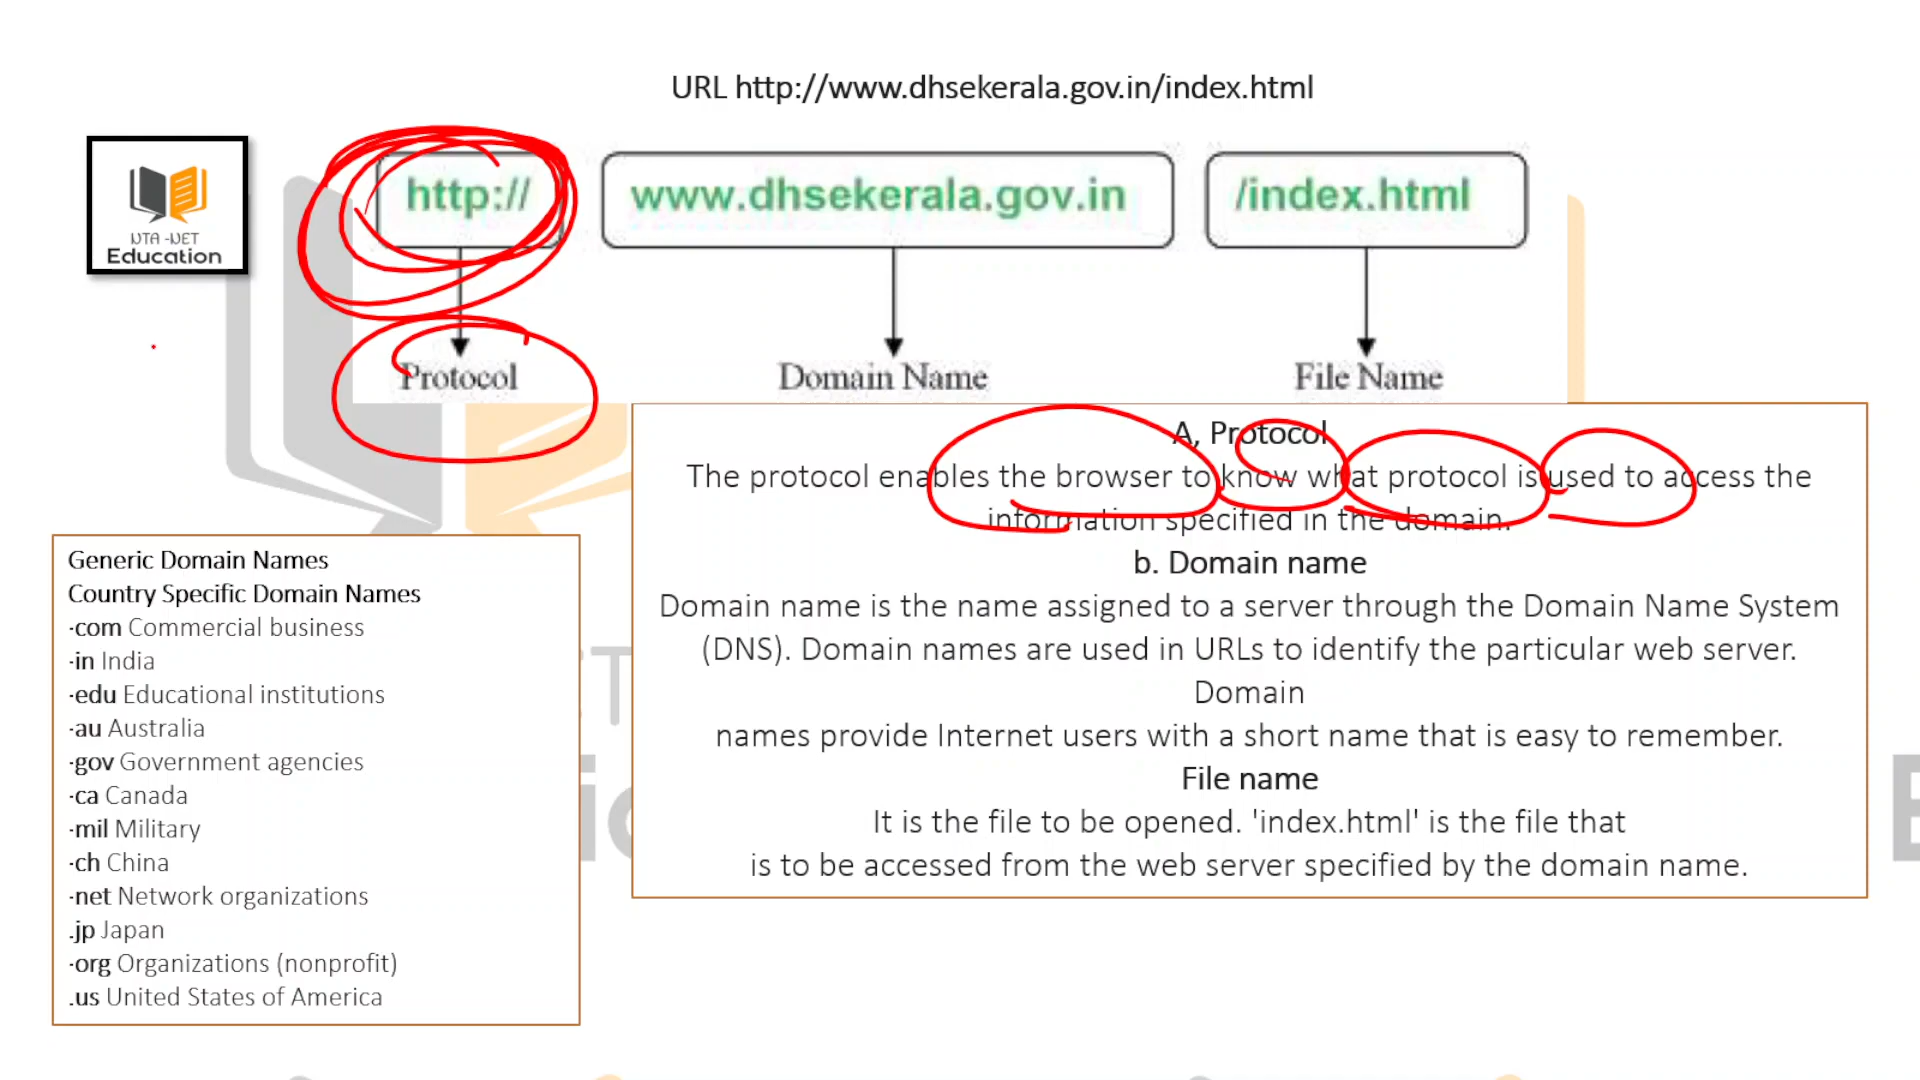 URL http://www.dhsekerala.gov.in/index.html
http:// www.dhsekerala.gov.in /index.html
Protocol Domain Name File Name
NTA -NET
Education
A, Protocol
The protocol enables the browser to know what protocol is used to access the
information specified in the domain.
b. Domain name
Domain name is the name assigned to a server through the Domain Name System
(DNS). Domain names are used in URLs to identify the particular web server.
Domain
names provide Internet users with a short name that is easy to remember.
File name
It is the file to be opened. 'index.html' is the file that
is to be accessed from the web server specified by the domain name.
Generic Domain Names
Country Specific Domain Names
·com Commercial business
·in India
·edu Educational institutions
·au Australia
·gov Government agencies
·ca Canada
·mil Military
·ch China
·net Network organizations
.jp Japan
·org Organizations (nonprofit)
.us United States of America